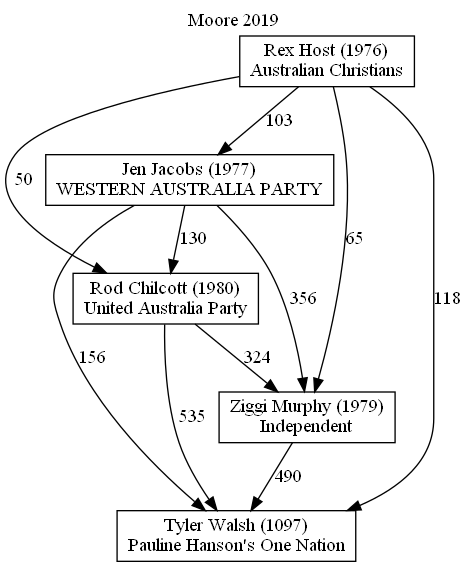 Moore 2019
Rex Host (1976)
Australian Christians
103
Jen Jacobs (1977)
WESTERN AUSTRALIA PARTY
50
130
65
Rod Chilcott (1980)
United Australia Party
356
118
156
324
535
Ziggi Murphy (1979)
Independent
490
Tyler Walsh (1097)
Pauline Hanson's One Nation